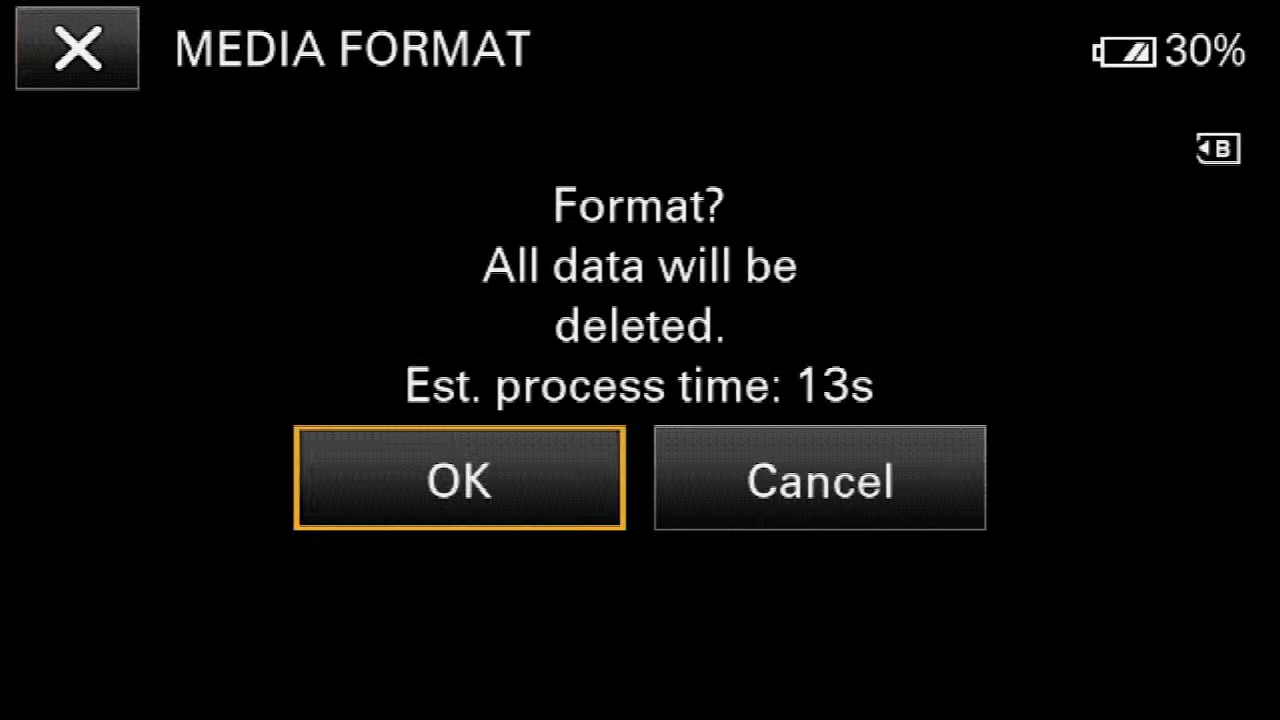 MEDIA FORMAT
30%
B
Format?
All data will be
deleted.
Est. process time: 13s
OK
Cancel